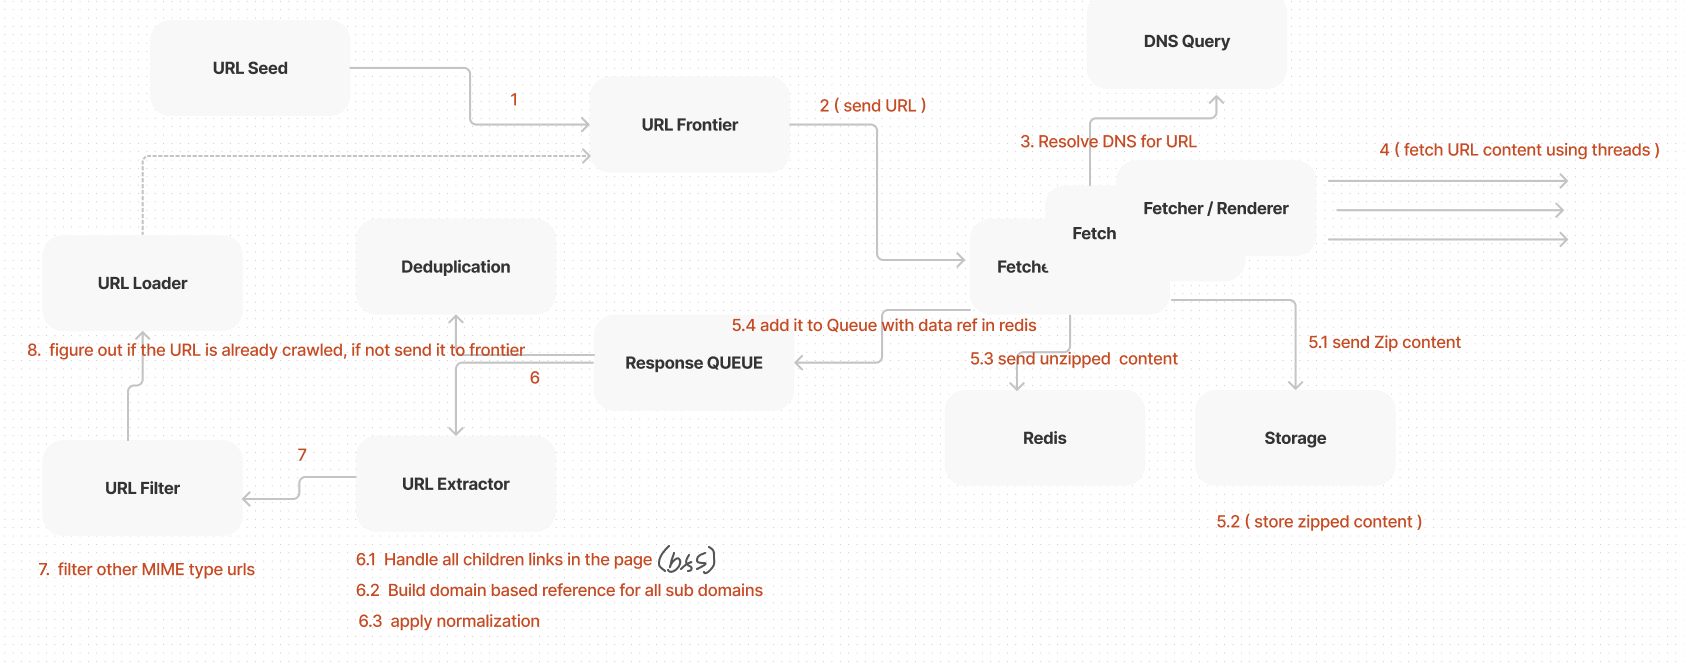 DNS Query
URL Seed
1
2 ( send URL )
URL Frontier
3. Resolve DNS for URL
4 ( fetch URL content using threads )
Fetcher / Renderer
Fetch
Fetche
Deduplication
URL Loader
5.4 add it to Queue with data ref in redis
8. figure out if the URL is already crawled, if not send it to frontier
Response QUEUE
5.3 send unzipped content
5.1 send Zip content
6
Redis
Storage
7
URL Filter
URL Extractor
5.2 ( store zipped content )
7. filter other MIME type urls
6.1 Handle all children links in the page (bfs)
6.2 Build domain based reference for all sub domains
6.3 apply normalization